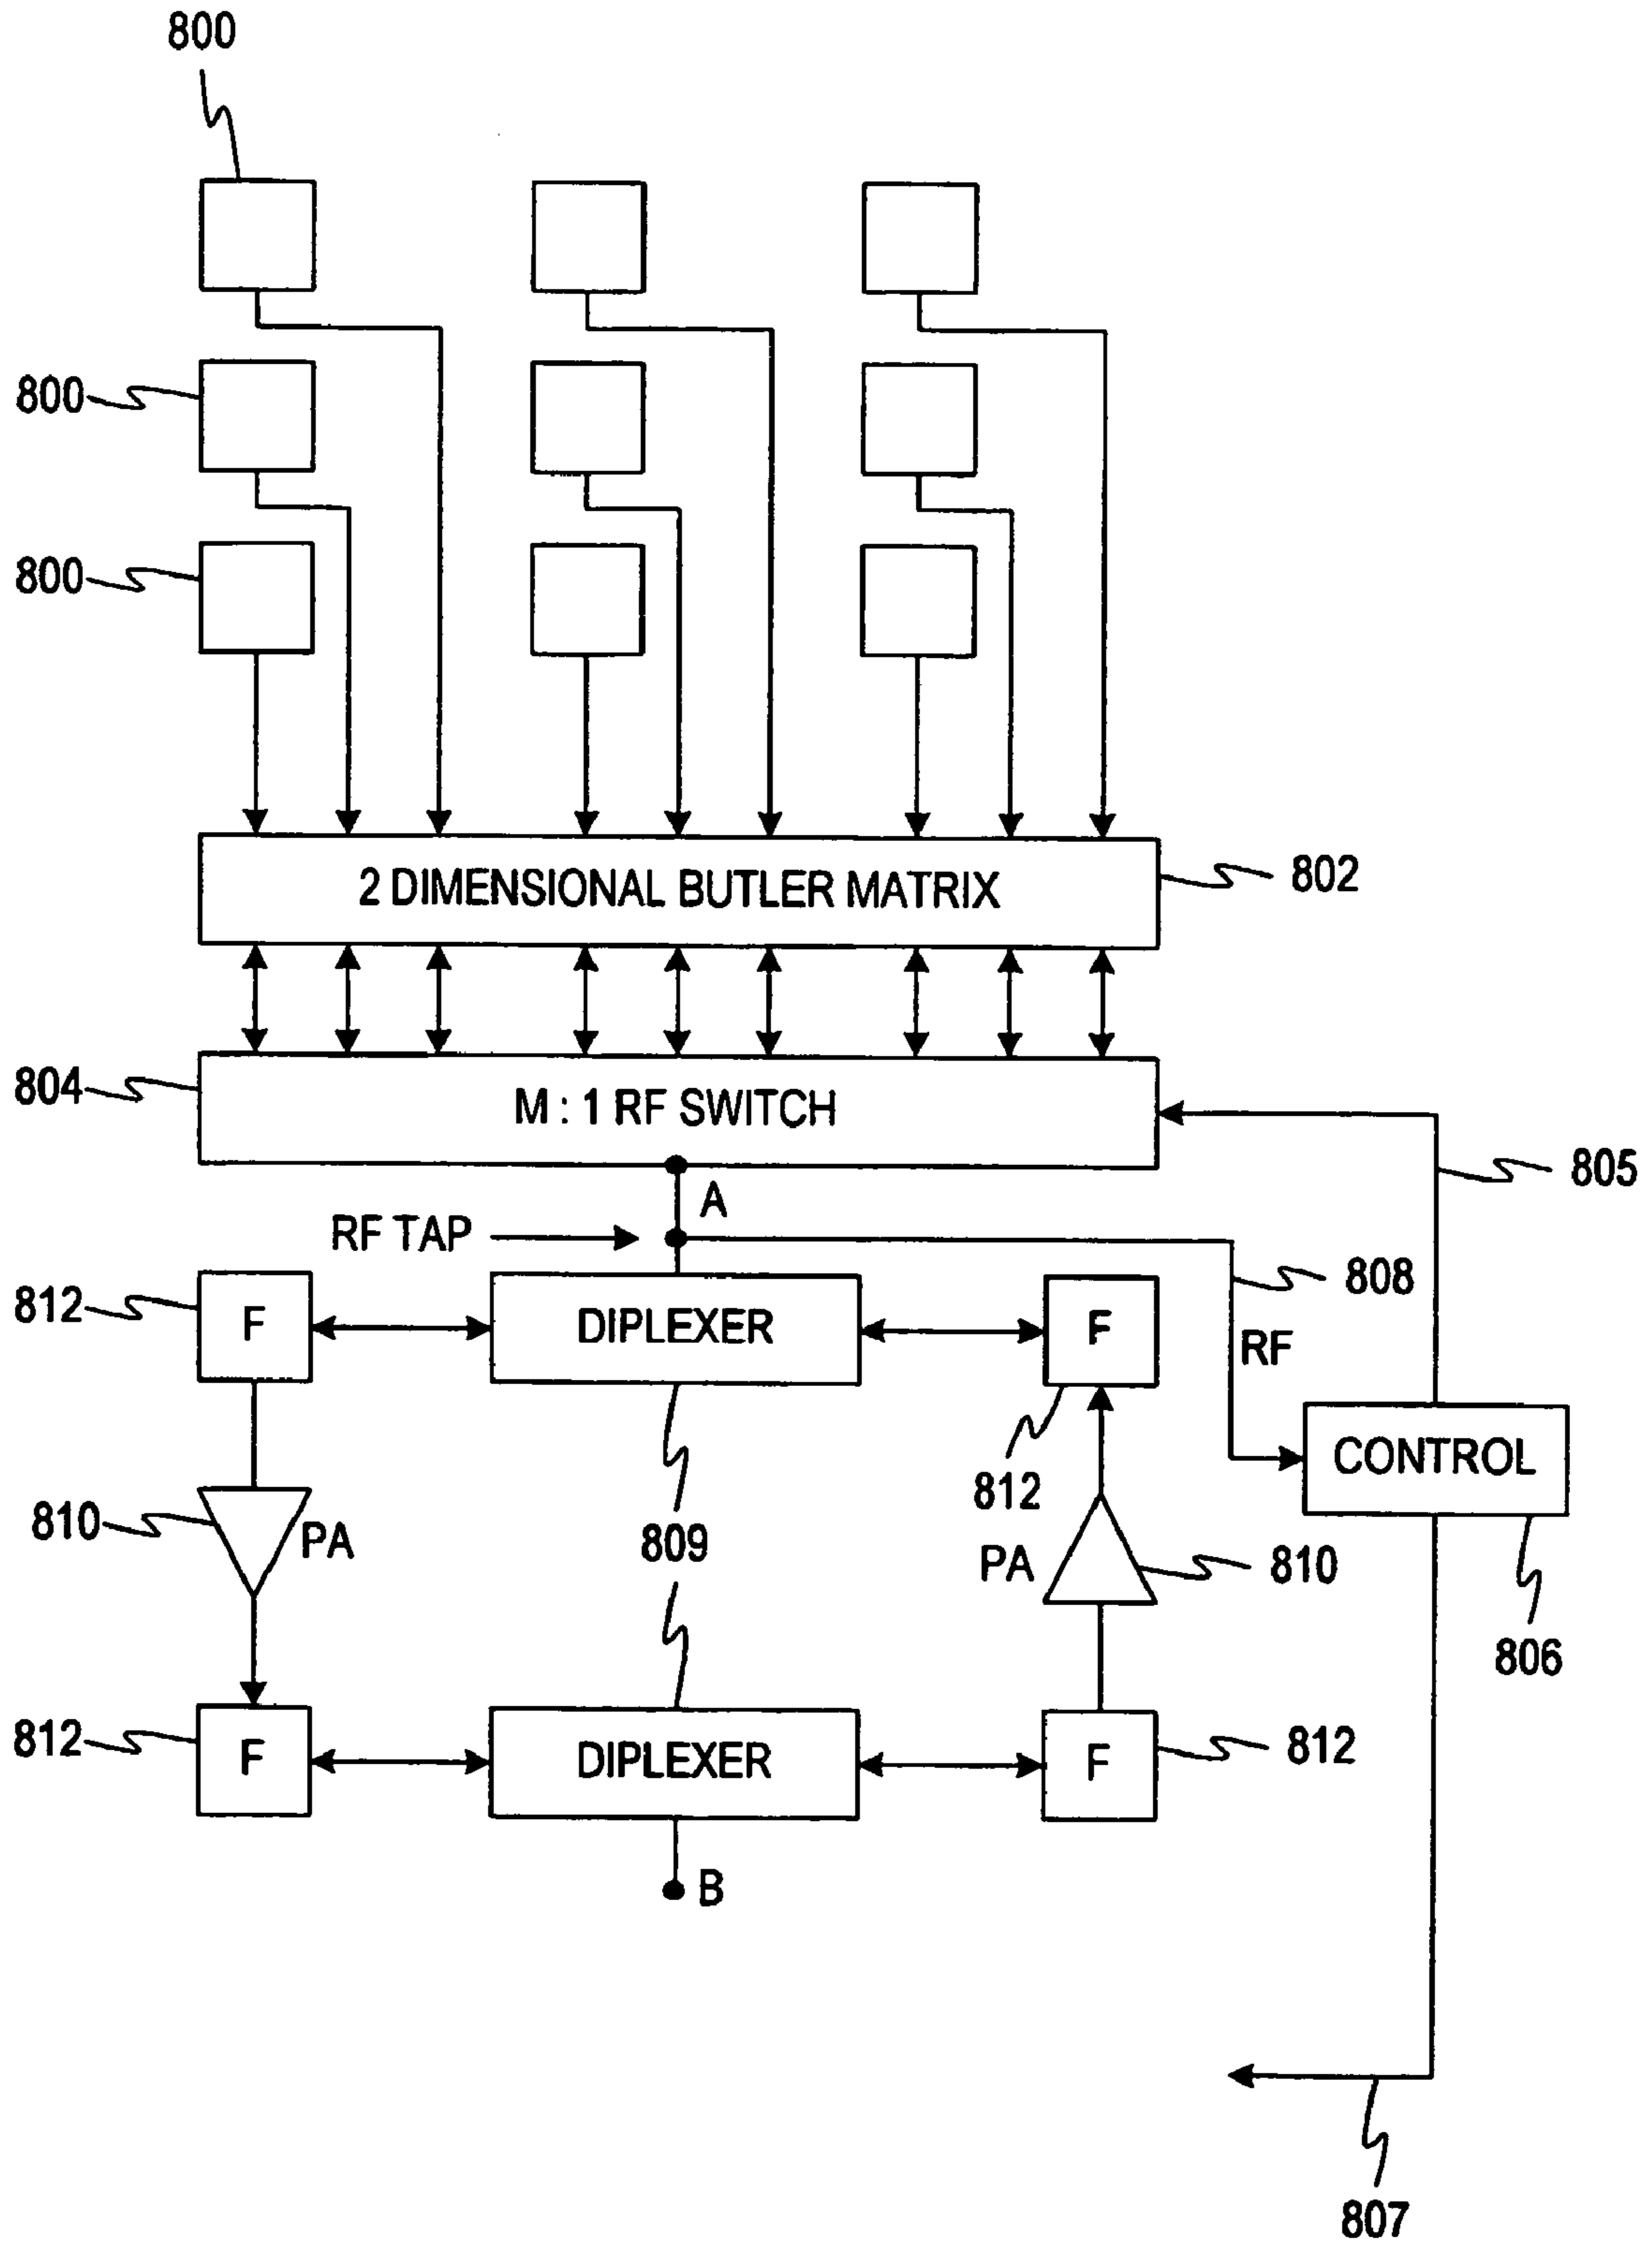 800
800
800
2 DIMENSIONAL BUTLER MATRIX
802
804
M : 1 RF SWITCH
805
A
RF TAP
808
812
F
DIPLEXER
F
RF
812
CONTROL
810
PA
809
PA
810
806
812
F
DIPLEXER
F
812
B
807